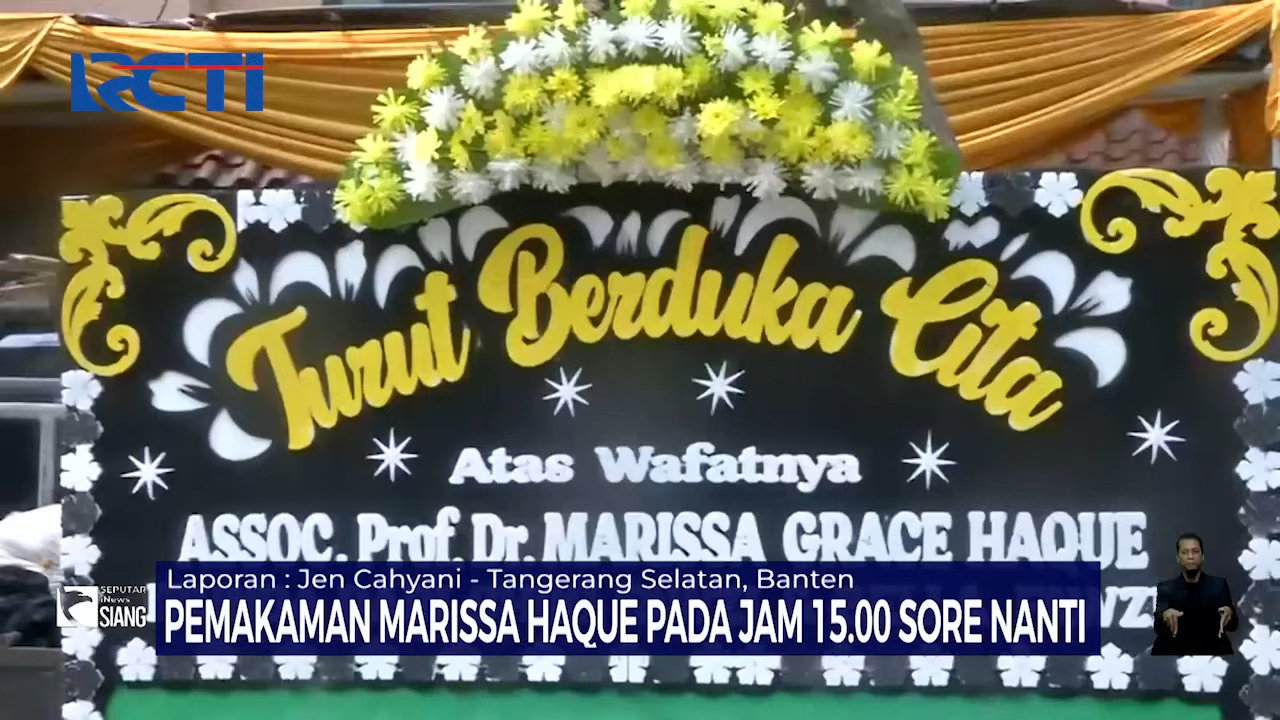 RCTI
Turut Berduka Cita
Atas Wafatnya
ASSOC. Prof. Dr. MARISSA GRACE HAQUE
Laporan : Jen Cahyani - Tangerang Selatan, Banten
SEPUTAR
iNews
SIANG
PEMAKAMAN MARISSA HAQUE PADA JAM 15.00 SORE NANTI